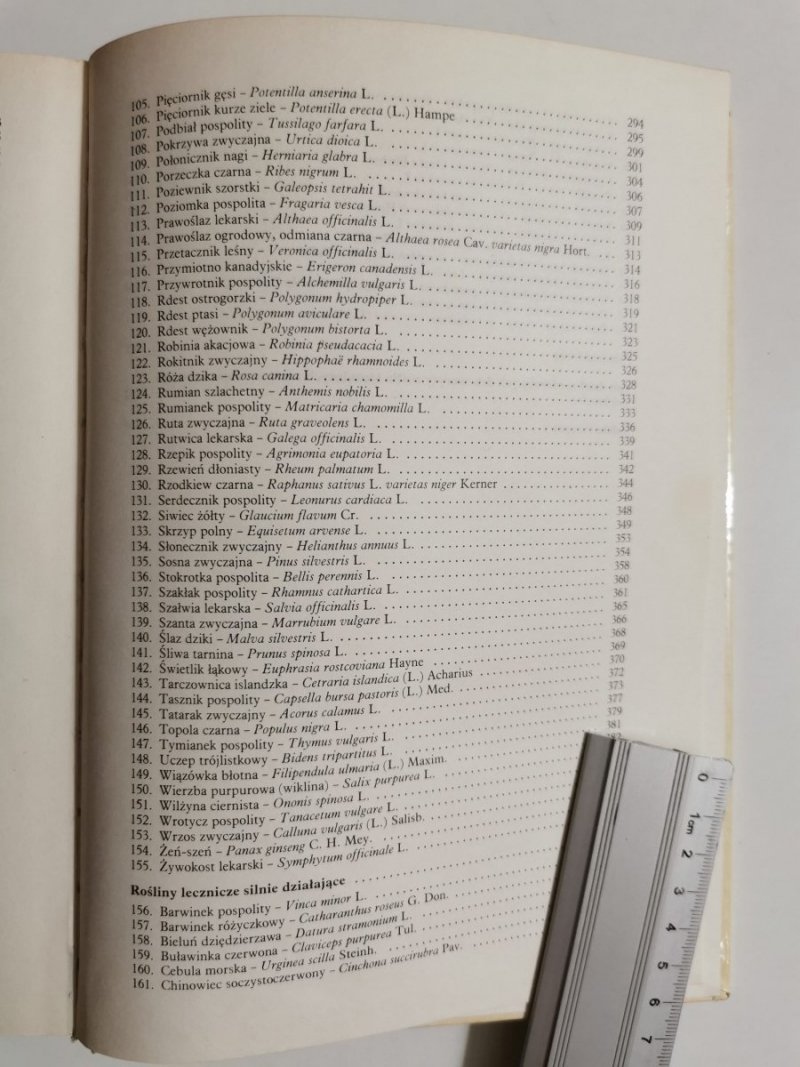 105. Pięciornik gęsi – Potentilla anserina L. . . . 294
106. Pięciornik kurze ziele – Potentilla erecta (L.) Hampe . . . 295
107. Podbiał pospolity – Tussilago farfara L. . . . 299
108. Pokrzywa zwyczajna – Urtica dioica L. . . . 301
109. Połonicznik nagi – Herniaria glabra L. . . . 304
110. Porzeczka czarna – Ribes nigrum L. . . . 306
111. Poziewnik szorstki – Galeopsis tetrahit L. . . . 307
112. Poziomka pospolita – Fragaria vesca L. . . . 309
113. Prawoślaz lekarski – Althaea officinalis L. . . . 311
114. Prawoślaz ogrodowy, odmiana czarna – Althaea rosea Cav. varietas nigra Hort. . . . 313
115. Przetacznik leśny – Veronica officinalis L. . . . 314
116. Przymiotno kanadyjskie – Erigeron canadensis L. . . . 316
117. Przywrotnik pospolity – Alchemilla vulgaris L. . . . 318
118. Rdest ostrogorzki – Polygonum hydropiper L. . . . 319
119. Rdest ptasi – Polygonum aviculare L. . . . 321
120. Rdest wężownik – Polygonum bistorta L. . . . 323
121. Robinia akacjowa – Robinia pseudacacia L. . . . 325
122. Rokitnik zwyczajny – Hippophaë rhamnoides L. . . . 326
123. Róża dzika – Rosa canina L. . . . 328
124. Rumian szlachetny – Anthemis nobilis L. . . . 331
125. Rumianek pospolity – Matricaria chamomilla L. . . . 333
126. Ruta zwyczajna – Ruta graveolens L. . . . 336
127. Rutwica lekarska – Galega officinalis L. . . . 339
128. Rzepik pospolity – Agrimonia eupatoria L. . . . 341
129. Rzewień dłoniasty – Rheum palmatum L. . . . 342
130. Rzodkiew czarna – Raphanus sativus L. varietas niger Kerner . . . 344
131. Serdecznik pospolity – Leonurus cardiaca L. . . . 346
132. Siwiec żółty – Glaucium flavum Cr. . . . 348
133. Skrzyp polny – Equisetum arvense L. . . . 349
134. Słonecznik zwyczajny – Helianthus annuus L. . . . 353
135. Sosna zwyczajna – Pinus silvestris L. . . . 354
136. Stokrotka pospolita – Bellis perennis L. . . . 358
137. Szakłak pospolity – Rhamnus cathartica L. . . . 360
138. Szałwia lekarska – Salvia officinalis L. . . . 361
139. Szanta zwyczajna – Marrubium vulgare L. . . . 365
140. Ślaz dziki – Malva silvestris L. . . . 366
141. Śliwa tarnina – Prunus spinosa L. . . . 368
142. Świetlik łąkowy – Euphrasia rostcoviana Hayne . . . 369
143. Tarczownica islandzka – Cetraria islandica (L.) Acharius . . . 370
144. Tasznik pospolity – Capsella bursa pastoris (L.) Med. . . . 372
145. Tatarak zwyczajny – Acorus calamus L. . . . 373
146. Topola czarna – Populus nigra L. . . . 377
147. Tymianek pospolity – Thymus vulgaris L. . . . 379
148. Uczep trójlistkowy – Bidens tripartitus L. . . . 381
149. Wiązówka błotna – Filipendula ulmaria (L.) Maxim. . . .
150. Wierzba purpurowa (wiklina) – Salix purpurea L. . . .
151. Wilżyna ciernista – Ononis spinosa L. . . .
152. Wrotycz pospolity – Tanacetum vulgare L. . . .
153. Wrzos zwyczajny – Calluna vulgaris (L.) Salisb. . . .
154. Żeń-szeń – Panax ginseng C. H. Mey. . . .
155. Żywokost lekarski – Symphytum officinale L. . . .
Rośliny lecznicze silnie działające . . .
156. Barwinek pospolity – Vinca minor L. . . .
157. Barwinek różyczkowy – Catharanthus roseus G. Don. . . .
158. Bieluń dziędzierzawa – Datura stramonium L. . . .
159. Buławinka czerwona – Claviceps purpurea Tul. . . .
160. Cebula morska – Urginea scilla Steinh. . . .
161. Chinowiec soczystoczerwony – Cinchona succirubra Pav. . . .
0
1cm
2
3
4
5
6
7